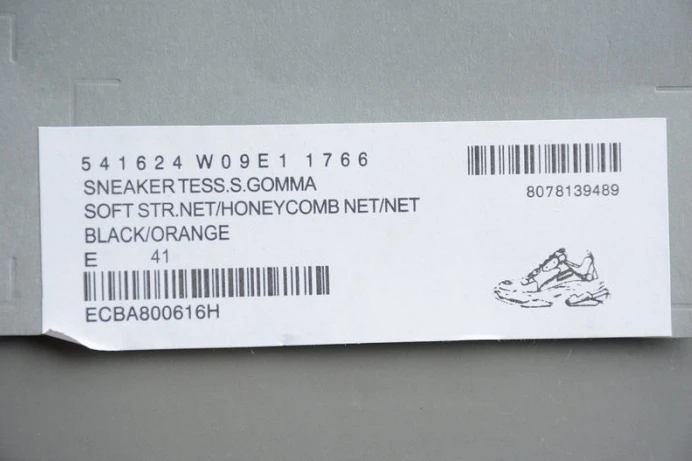 541624 W09E1 1766
SNEAKER TESS.S.GOMMA
SOFT STR.NET/HONEYCOMB NET/NET
BLACK/ORANGE
E 41
ECBA800616H
8078139489